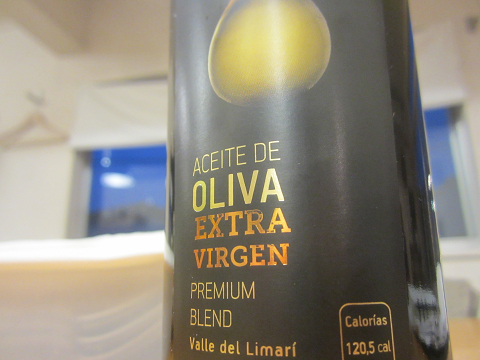 ACEITE DE
OLIVA
EXTRA
VIRGEN
PREMIUM
BLEND
Valle del Limarí
Calorías
120,5 cal